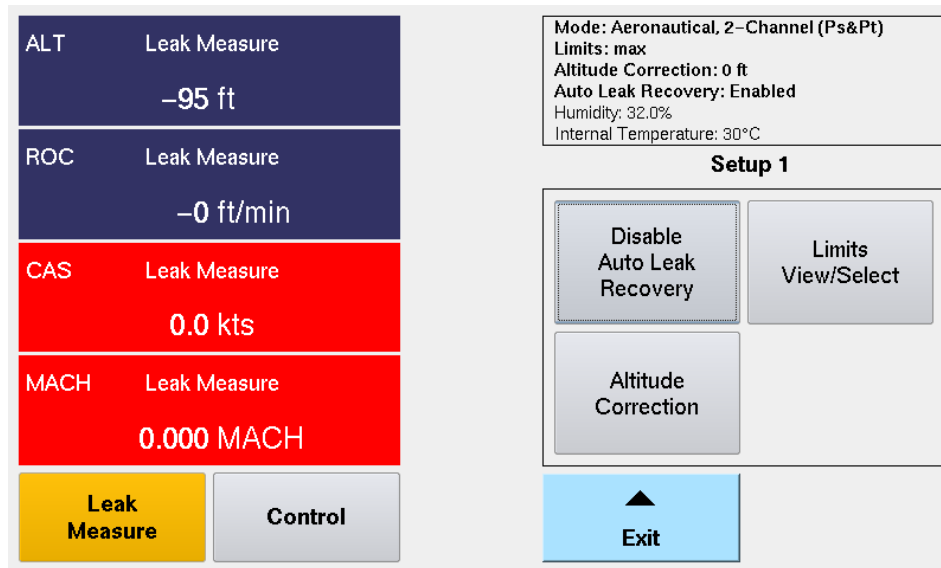 ALT Leak Measure
–95 ft
ROC Leak Measure
–0 ft/min
CAS Leak Measure
0.0 kts
MACH Leak Measure
0.000 MACH
Leak
Measure
Control
Mode: Aeronautical, 2–Channel (Ps&Pt)
Limits: max
Altitude Correction: 0 ft
Auto Leak Recovery: Enabled
Humidity: 32.0%
Internal Temperature: 30°C
Setup 1
Disable
Auto Leak
Recovery
Limits
View/Select
Altitude
Correction
Exit